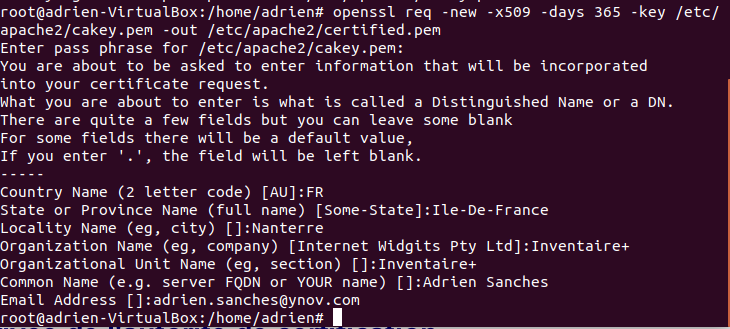 root@adrien-VirtualBox:/home/adrien# openssl req -new -x509 -days 365 -key /etc/
apache2/cakey.pem -out /etc/apache2/certified.pem
Enter pass phrase for /etc/apache2/cakey.pem:
You are about to be asked to enter information that will be incorporated
into your certificate request.
What you are about to enter is what is called a Distinguished Name or a DN.
There are quite a few fields but you can leave some blank
For some fields there will be a default value,
If you enter '.', the field will be left blank.
-----
Country Name (2 letter code) [AU]:FR
State or Province Name (full name) [Some-State]:Ile-De-France
Locality Name (eg, city) []:Nanterre
Organization Name (eg, company) [Internet Widgits Pty Ltd]:Inventaire+
Organizational Unit Name (eg, section) []:Inventaire+
Common Name (e.g. server FQDN or YOUR name) []:Adrien Sanches
Email Address []:adrien.sanches@ynov.com
root@adrien-VirtualBox:/home/adrien#